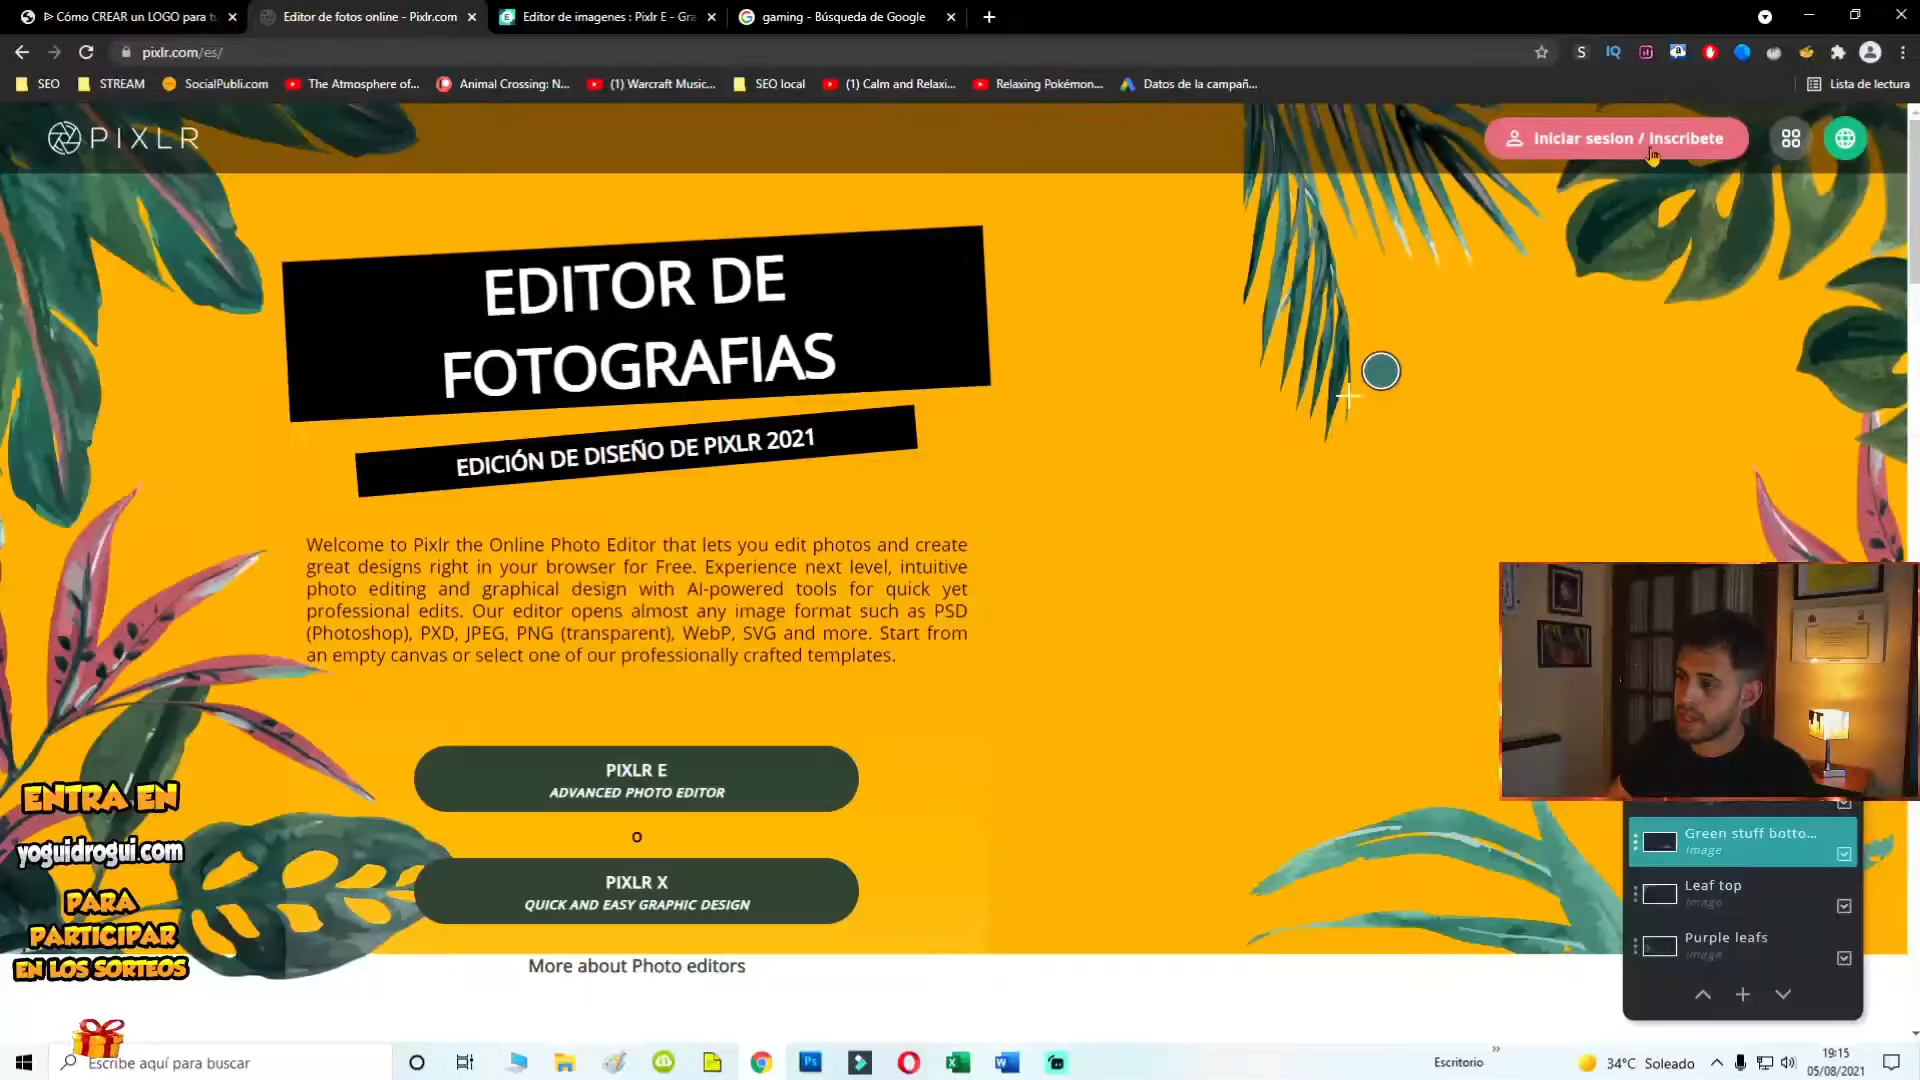 Cómo CREAR un LOGO para tu
Editor de fotos online - Pixlr.com
Editor de imagenes : Pixlr E - Gra
gaming - Búsqueda de Google
pixlr.com/es/
SEO
STREAM
SocialPubli.com
The Atmosphere of...
Animal Crossing: N...
(1) Warcraft Music...
SEO local
(1) Calm and Relaxi...
Relaxing Pokémon...
Datos de la campañ...
Lista de lectura
PIXLR
Iniciar sesion / Inscribete
EDITOR DE
FOTOGRAFIAS
EDICIÓN DE DISEÑO DE PIXLR 2021
Welcome to Pixlr the Online Photo Editor that lets you edit photos and create
great designs right in your browser for Free. Experience next level, intuitive
photo editing and graphical design with AI-powered tools for quick yet
professional edits. Our editor opens almost any image format such as PSD
(Photoshop), PXD, JPEG, PNG (transparent), WebP, SVG and more. Start from
an empty canvas or select one of our professionally crafted templates.
PIXLR E
ADVANCED PHOTO EDITOR
o
PIXLR X
QUICK AND EASY GRAPHIC DESIGN
More about Photo editors
ENTRA EN
yoguidrogui.com
PARA
PARTICIPAR
EN LOS SORTEOS
Green stuff botto...
Image
Leaf top
Image
Purple leafs
Image
Escribe aquí para buscar
Escritorio
34°C Soleado
19:15
05/08/2021